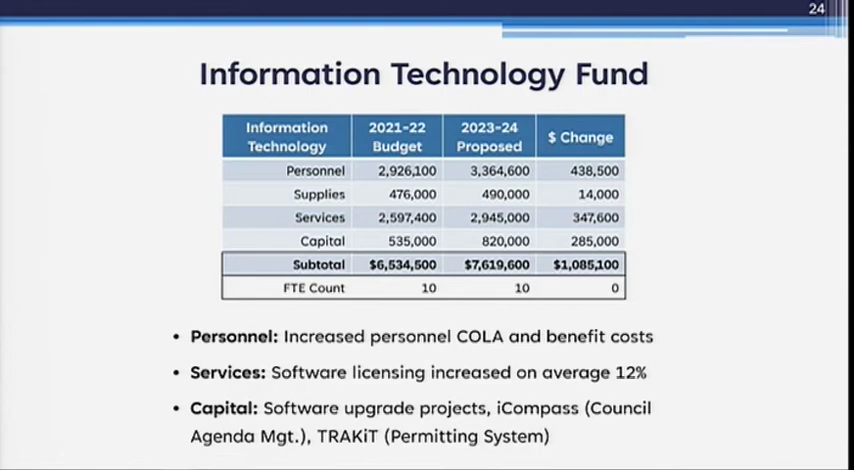 24
Information Technology Fund
Information Technology 2021-22 Budget 2023-24 Proposed $ Change
Personnel 2,926,100 3,364,600 438,500
Supplies 476,000 490,000 14,000
Services 2,597,400 2,945,000 347,600
Capital 535,000 820,000 285,000
Subtotal $6,534,500 $7,619,600 $1,085,100
FTE Count 10 10 0
• Personnel: Increased personnel COLA and benefit costs
• Services: Software licensing increased on average 12%
• Capital: Software upgrade projects, iCompass (Council
Agenda Mgt.), TRAKiT (Permitting System)